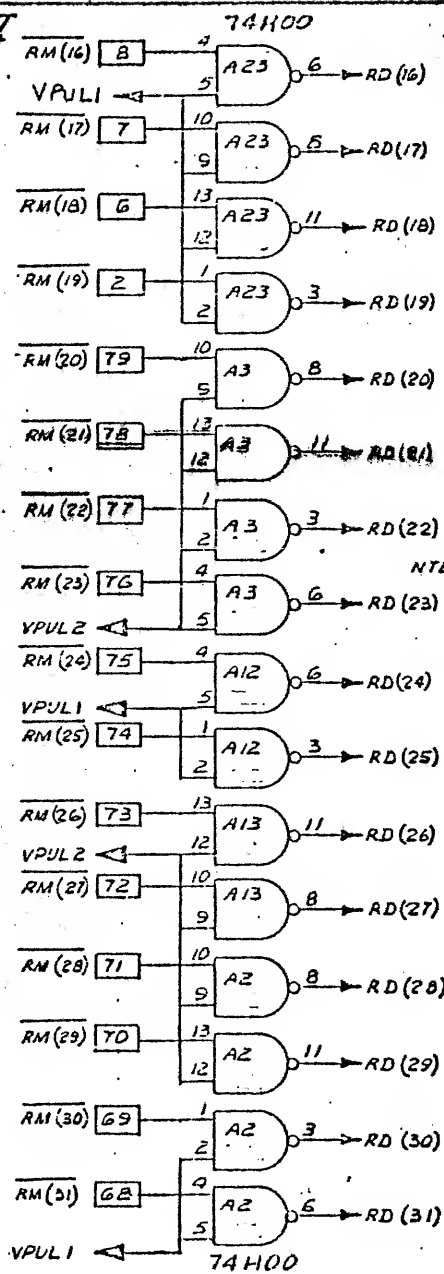 74H00
RM(16) 8 4 A23 6 RD(16)
VPUL1 5
RM(17) 7 10 A23 8 RD(17)
9
RM(18) 6 13 A23 11 RD(18)
12
RM(19) 2 1 A23 3 RD(19)
2
RM(20) 79 10 A3 8 RD(20)
9
RM(21) 78 13 A3 11 RD(21)
12
RM(22) 77 1 A3 3 RD(22)
2
RM(23) 76 4 A3 6 RD(23)
VPUL2 5
RM(24) 75 4 A12 6 RD(24)
VPUL1 5
RM(25) 74 1 A12 3 RD(25)
2
RM(26) 73 13 A13 11 RD(26)
VPUL2 12
RM(27) 72 10 A13 8 RD(27)
9
RM(28) 71 10 A2 8 RD(28)
9
RM(29) 70 13 A2 11 RD(29)
12
RM(30) 69 1 A2 3 RD(30)
2
RM(31) 68 4 A2 6 RD(31)
VPUL1 5
74H00